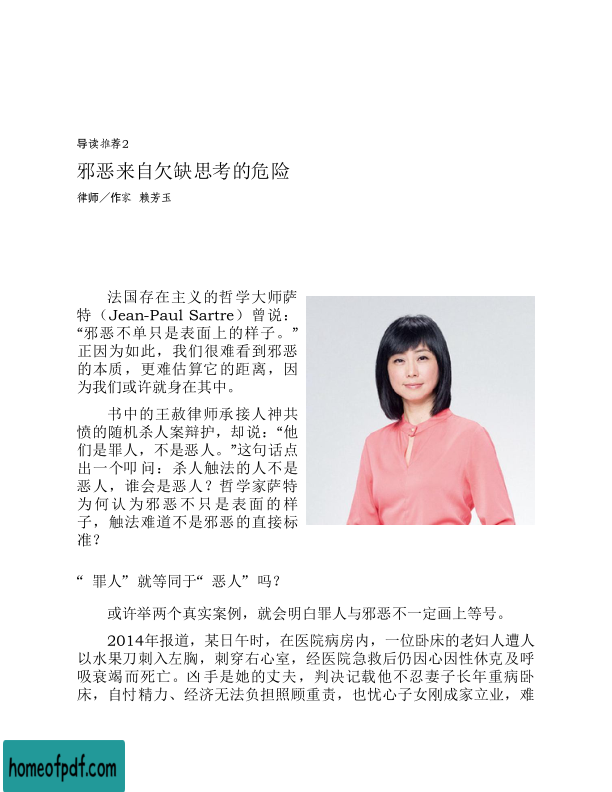 导读推荐2
邪恶来自欠缺思考的危险
律师／作家 赖芳玉
法国存在主义的哲学大师萨
特（Jean-Paul Sartre）曾说：
“邪恶不单只是表面上的样子。”
正因为如此，我们很难看到邪恶
的本质，更难估算它的距离，因
为我们或许就身在其中。
书中的王赦律师承接人神共
愤的随机杀人案辩护，却说：“他
们是罪人，不是恶人。”这句话点
出一个叩问：杀人触法的人不是
恶人，谁会是恶人？哲学家萨特
为何认为邪恶不只是表面的样
子，触法难道不是邪恶的直接标
准？
“罪人”就等同于“恶人”吗？
或许举两个真实案例，就会明白罪人与邪恶不一定画上等号。
2014年报道，某日午时，在医院病房内，一位卧床的老妇人遭人
以水果刀刺入左胸，刺穿右心室，经医院急救后仍因心因性休克及呼
吸衰竭而死亡。凶手是她的丈夫，判决记载他不忍妻子长年重病卧
床，自忖精力、经济无法负担照顾重责，也忧心子女刚成家立业，难
homeofpdf.com